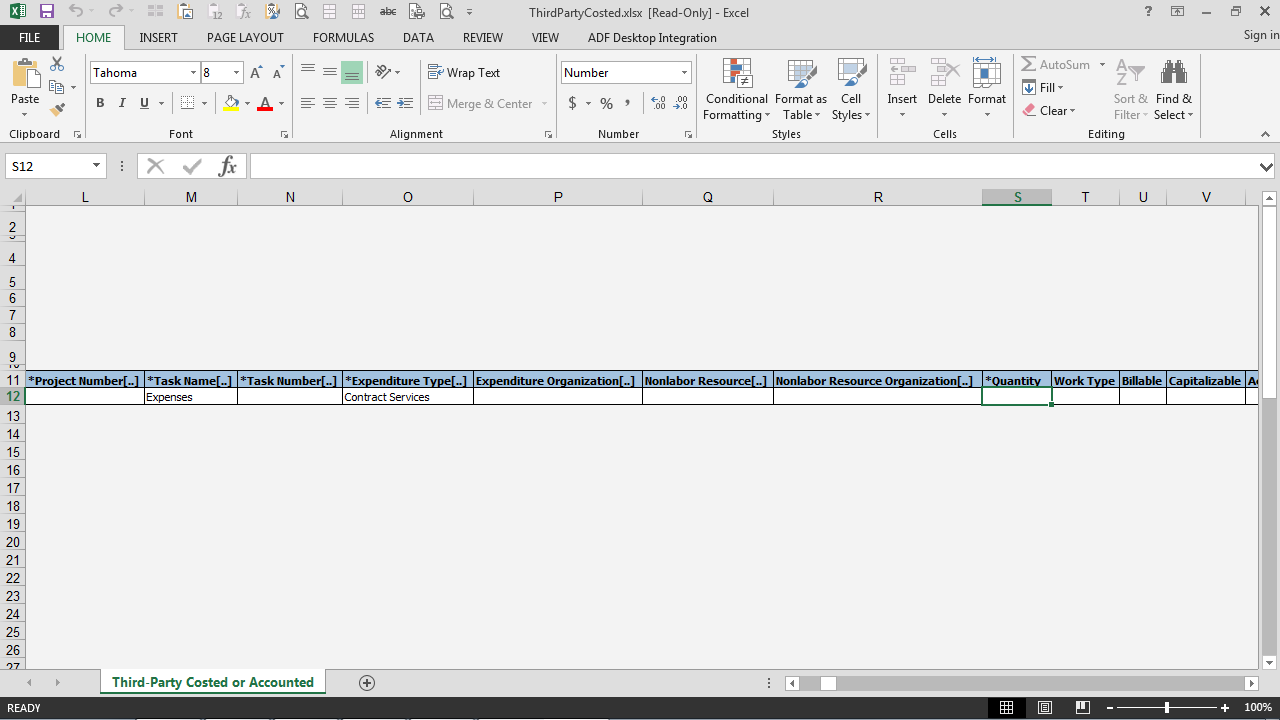 ThirdPartyCosted.xlsx [Read-Only] - Excel
FILE HOME INSERT PAGE LAYOUT FORMULAS DATA REVIEW VIEW ADF Desktop Integration Sign in
Paste
Clipboard
Tahoma 8
B I U A
Font
Wrap Text
Merge & Center
Alignment
Number
$ % ,
Number
Conditional Formatting
Format as Table
Cell Styles
Styles
Insert Delete Format
Cells
AutoSum
Fill
Clear
Sort & Filter
Find & Select
Editing
S12 fx
L M N O P Q R S T U V
2
4
5
6
7
8
9
11 *Project Number[..] *Task Name[..] *Task Number[..] *Expenditure Type[..] Expenditure Organization[..] Nonlabor Resource[..] Nonlabor Resource Organization[..] *Quantity Work Type Billable Capitalizable
12 Expenses Contract Services
13
14
15
16
17
18
19
20
21
22
23
24
25
26
27
Third-Party Costed or Accounted
READY 100%